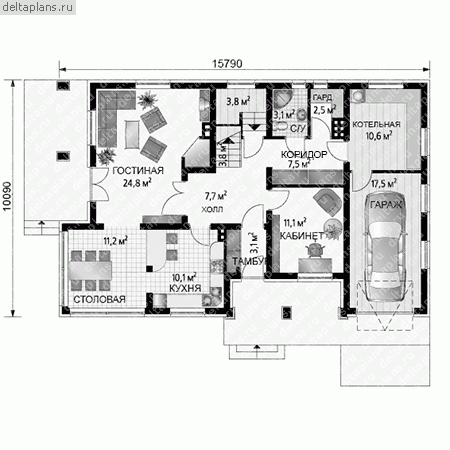 deltaplans.ru
15790
10090
3,8 м²
3,1 м²
С/У
ГАРД
2,5 м²
КОТЕЛЬНАЯ
10,6 м²
3,8 м²
КОРИДОР
7,5 м²
ГОСТИНАЯ
24,8 м²
7,7 м²
ХОЛЛ
17,5 м²
ГАРАЖ
11,1 м²
КАБИНЕТ
3,1 м²
ТАМБУР
11,2 м²
СТОЛОВАЯ
10,1 м²
КУХНЯ